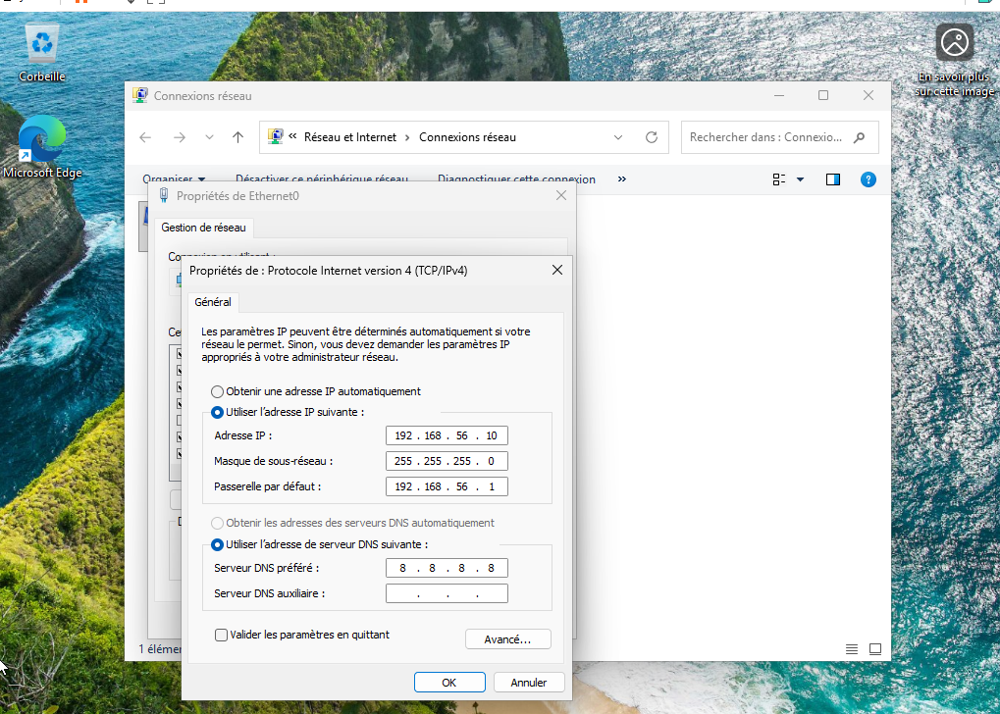 Corbeille
En savoir plus
sur cette image
Microsoft Edge
Connexions réseau
« Réseau et Internet › Connexions réseau
Rechercher dans : Connexio...
Organiser
Désactiver ce périphérique réseau
Diagnostiquer cette connexion
»
Propriétés de Ethernet0
Gestion de réseau
Connexion en utilisant :
Propriétés de : Protocole Internet version 4 (TCP/IPv4)
Général
Les paramètres IP peuvent être déterminés automatiquement si votre
réseau le permet. Sinon, vous devez demander les paramètres IP
appropriés à votre administrateur réseau.
Obtenir une adresse IP automatiquement
Utiliser l'adresse IP suivante :
Adresse IP : 192 . 168 . 56 . 10
Masque de sous-réseau : 255 . 255 . 255 . 0
Passerelle par défaut : 192 . 168 . 56 . 1
Obtenir les adresses des serveurs DNS automatiquement
Utiliser l'adresse de serveur DNS suivante :
Serveur DNS préféré : 8 . 8 . 8 . 8
Serveur DNS auxiliaire : . . .
Valider les paramètres en quittant
Avancé...
OK
Annuler
1 élémen